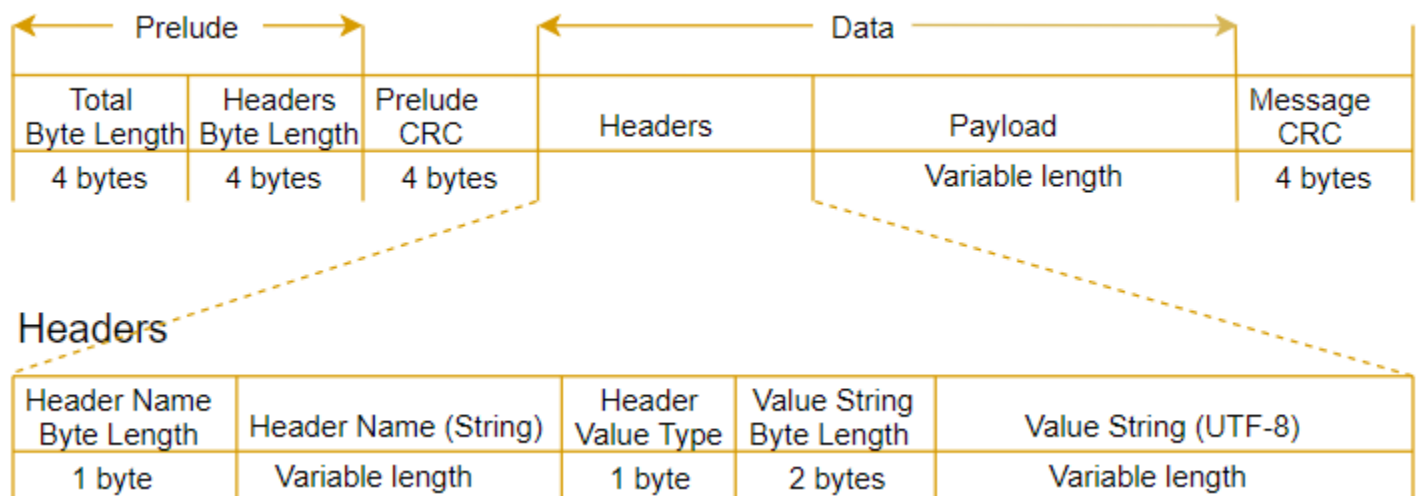 Prelude
Data
Total
Byte Length
Headers
Byte Length
Prelude
CRC
Headers
Payload
Message
CRC
4 bytes
4 bytes
4 bytes
Variable length
4 bytes
Headers
Header Name
Byte Length
Header Name (String)
Header
Value Type
Value String
Byte Length
Value String (UTF-8)
1 byte
Variable length
1 byte
2 bytes
Variable length